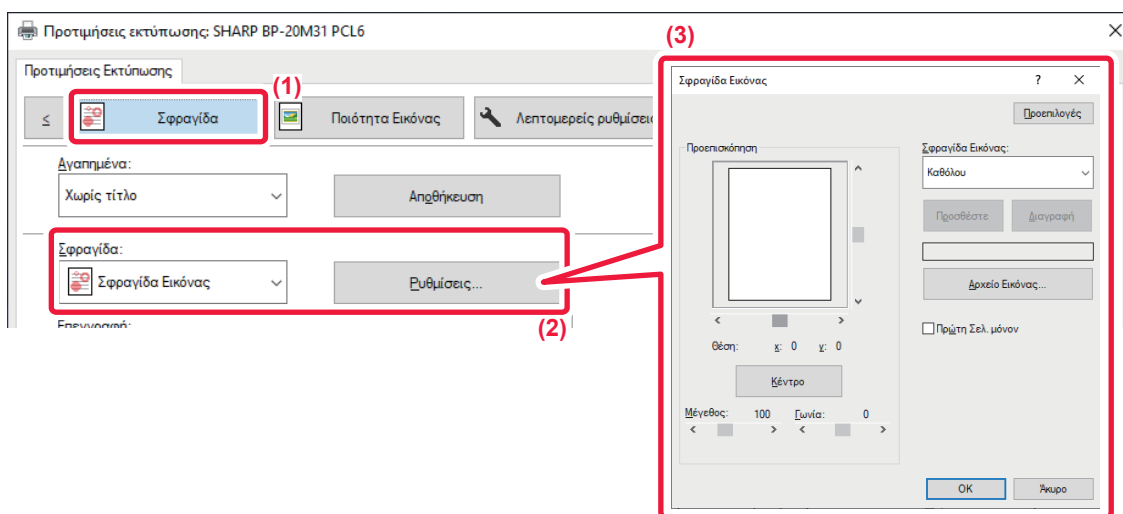 Προτιμήσεις εκτύπωσης: SHARP BP-20M31 PCL6
Προτιμήσεις Εκτύπωσης
(1)
≤ Σφραγίδα Ποιότητα Εικόνας Λεπτομερείς ρυθμίσεις
Αγαπημένα:
Χωρίς τίτλο Αποθήκευση
Σφραγίδα:
Σφραγίδα Εικόνας Ρυθμίσεις...
Επιγραφή:
(2)
(3)
Σφραγίδα Εικόνας ? ×
Προεπιλογές
Προεπισκόπηση
Σφραγίδα Εικόνας:
Καθόλου
Προσθέστε Διαγραφή
Αρχείο Εικόνας...
Πρώτη Σελ. μόνον
Θέση: x: 0 y: 0
Κέντρο
Μέγεθος: 100 Γωνία: 0
OK Άκυρο